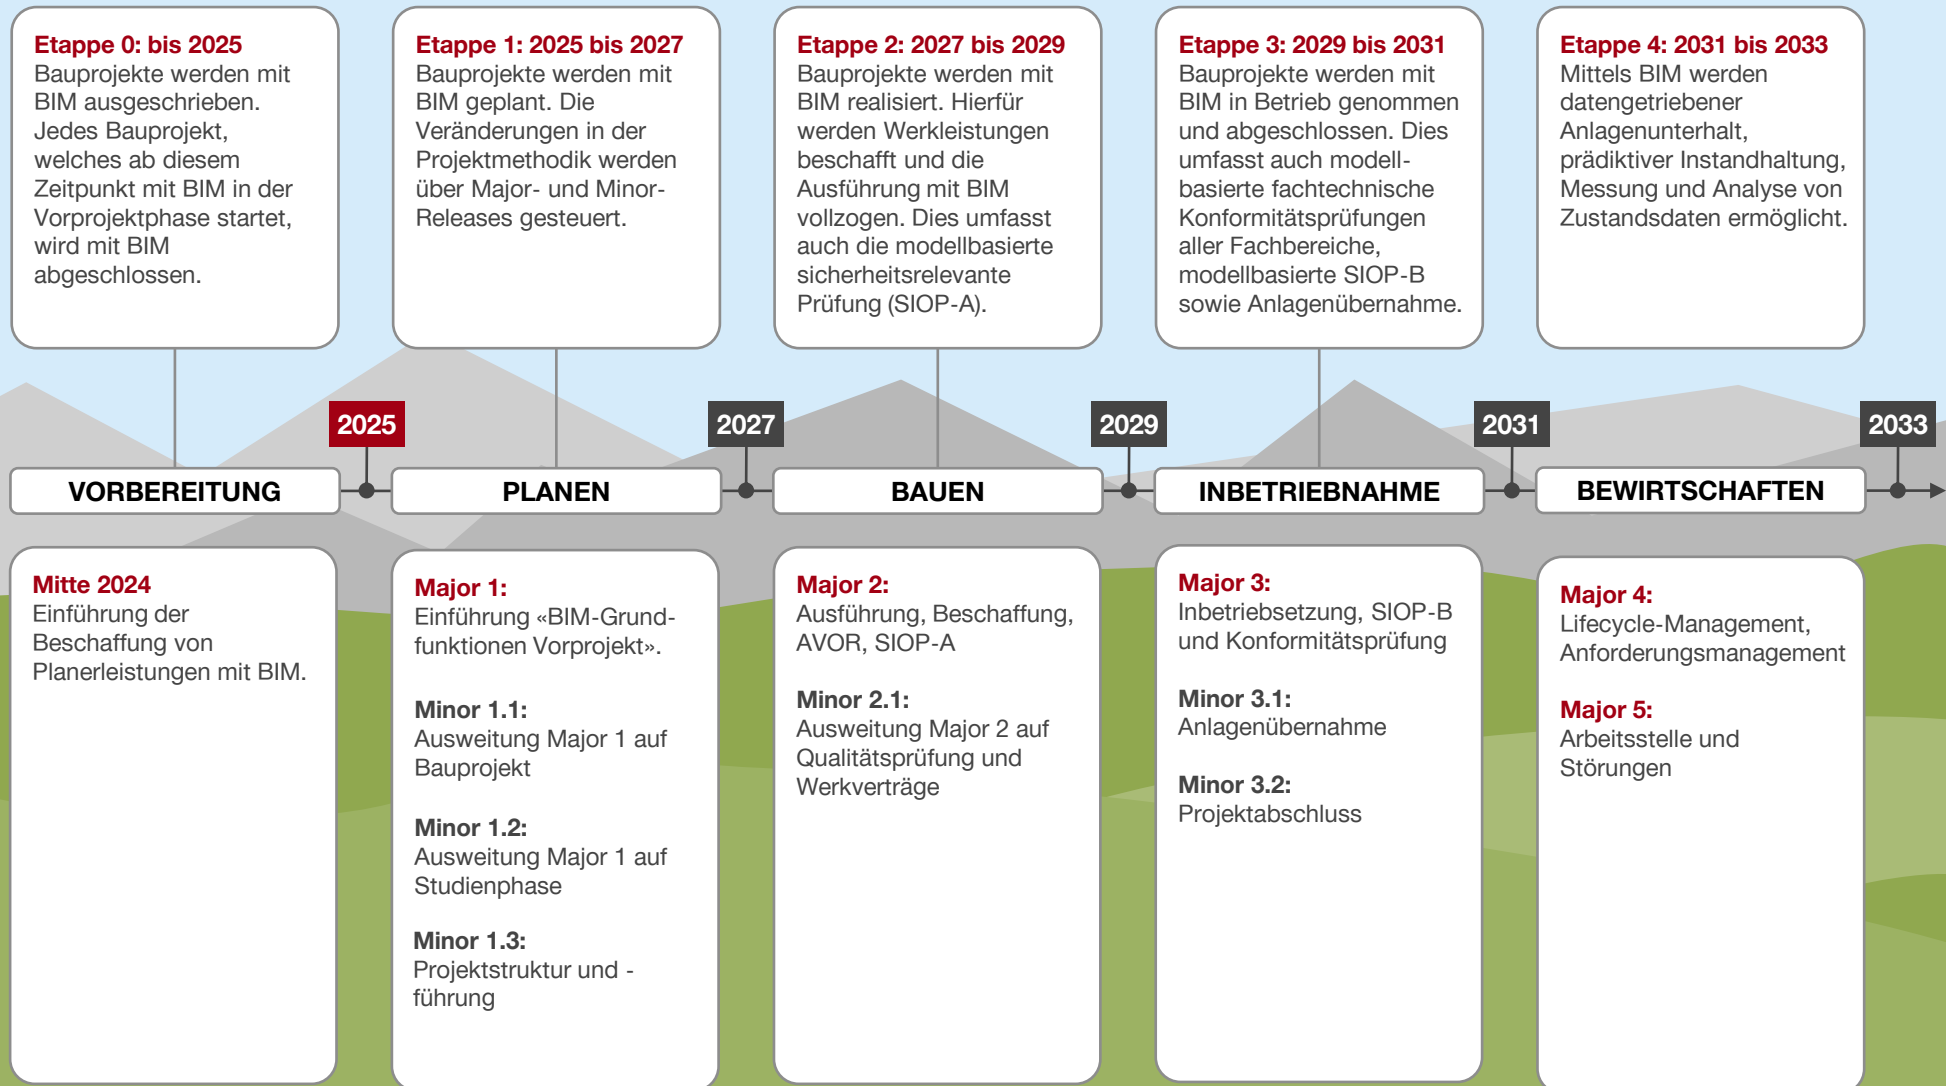 Etappe 0: bis 2025
Bauprojekte werden mit
BIM ausgeschrieben.
Jedes Bauprojekt,
welches ab diesem
Zeitpunkt mit BIM in der
Vorprojektphase startet,
wird mit BIM
abgeschlossen.
Etappe 1: 2025 bis 2027
Bauprojekte werden mit
BIM geplant. Die
Veränderungen in der
Projektmethodik werden
über Major- und Minor-
Releases gesteuert.
Etappe 2: 2027 bis 2029
Bauprojekte werden mit
BIM realisiert. Hierfür
werden Werkleistungen
beschafft und die
Ausführung mit BIM
vollzogen. Dies umfasst
auch die modellbasierte
sicherheitsrelevante
Prüfung (SIOP-A).
Etappe 3: 2029 bis 2031
Bauprojekte werden mit
BIM in Betrieb genommen
und abgeschlossen. Dies
umfasst auch modell-
basierte fachtechnische
Konformitätsprüfungen
aller Fachbereiche,
modellbasierte SIOP-B
sowie Anlagenübernahme.
Etappe 4: 2031 bis 2033
Mittels BIM werden
datengetriebener
Anlagenunterhalt,
prädiktiver Instandhaltung,
Messung und Analyse von
Zustandsdaten ermöglicht.
2025
2027
2029
2031
2033
VORBEREITUNG
PLANEN
BAUEN
INBETRIEBNAHME
BEWIRTSCHAFTEN
Mitte 2024
Einführung der
Beschaffung von
Planerleistungen mit BIM.
Major 1:
Einführung «BIM-Grund-
funktionen Vorprojekt».
Minor 1.1:
Ausweitung Major 1 auf
Bauprojekt
Minor 1.2:
Ausweitung Major 1 auf
Studienphase
Minor 1.3:
Projektstruktur und -
führung
Major 2:
Ausführung, Beschaffung,
AVOR, SIOP-A
Minor 2.1:
Ausweitung Major 2 auf
Qualitätsprüfung und
Werkverträge
Major 3:
Inbetriebsetzung, SIOP-B
und Konformitätsprüfung
Minor 3.1:
Anlagenübernahme
Minor 3.2:
Projektabschluss
Major 4:
Lifecycle-Management,
Anforderungsmanagement
Major 5:
Arbeitsstelle und
Störungen